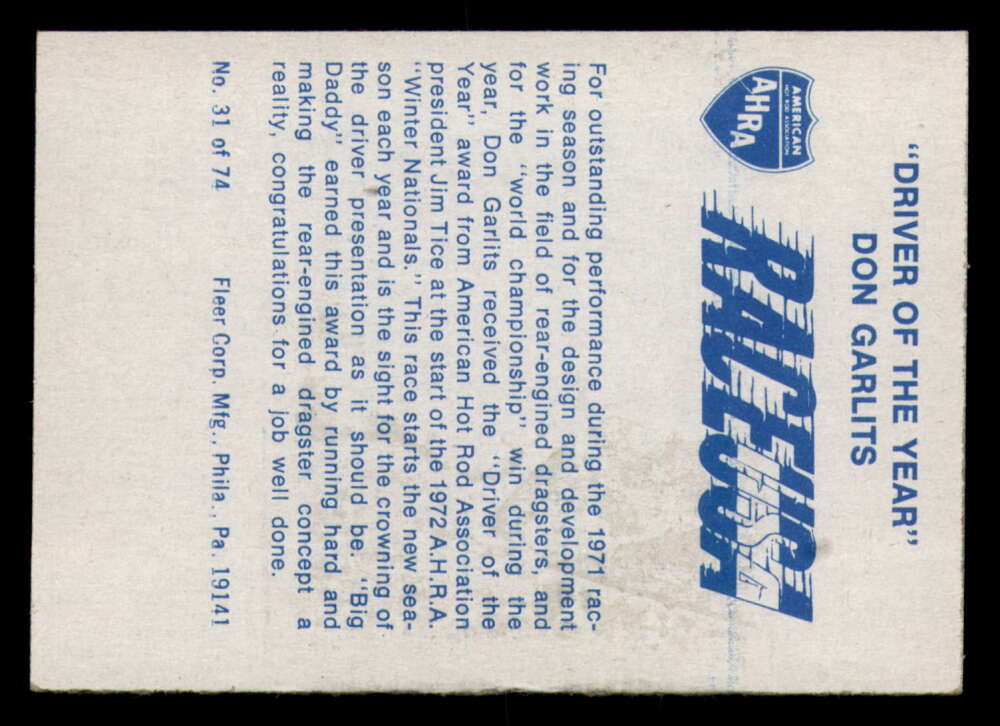 "DRIVER OF THE YEAR"
DON GARLITS
AMERICAN
HOT ROD ASSOCIATION
AHRA
RACE USA
For outstanding performance during the 1971 rac-
ing season and for the design and development
work in the field of rear-engined dragsters, and
for the "world championship" win during the
year, Don Garlits received the "Driver of the
Year" award from American Hot Rod Association
president Jim Tice at the start of the 1972 A.H.R.A.
"Winter Nationals." This race starts the new sea-
son each year and is the sight for the crowning of
the driver presentation as it should be. "Big
Daddy" earned this award by running hard and
making the rear-engined dragster concept a
reality, congratulations for a job well done.
No. 31 of 74 Fleer Corp. Mfg., Phila., Pa. 19141